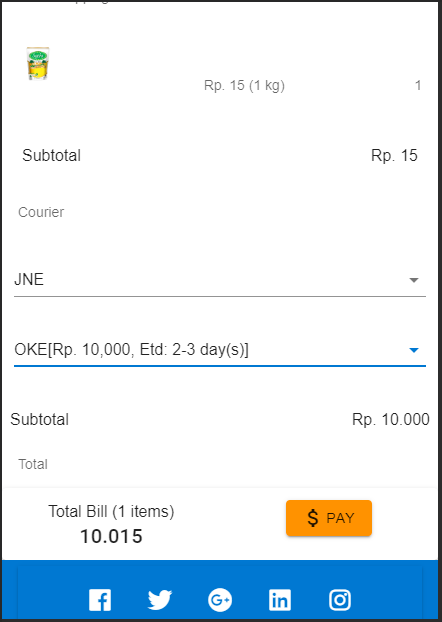 Rp. 15 (1 kg) 1
Subtotal Rp. 15
Courier
JNE
OKE[Rp. 10,000, Etd: 2-3 day(s)]
Subtotal Rp. 10.000
Total
Total Bill (1 items)
10.015
$ PAY